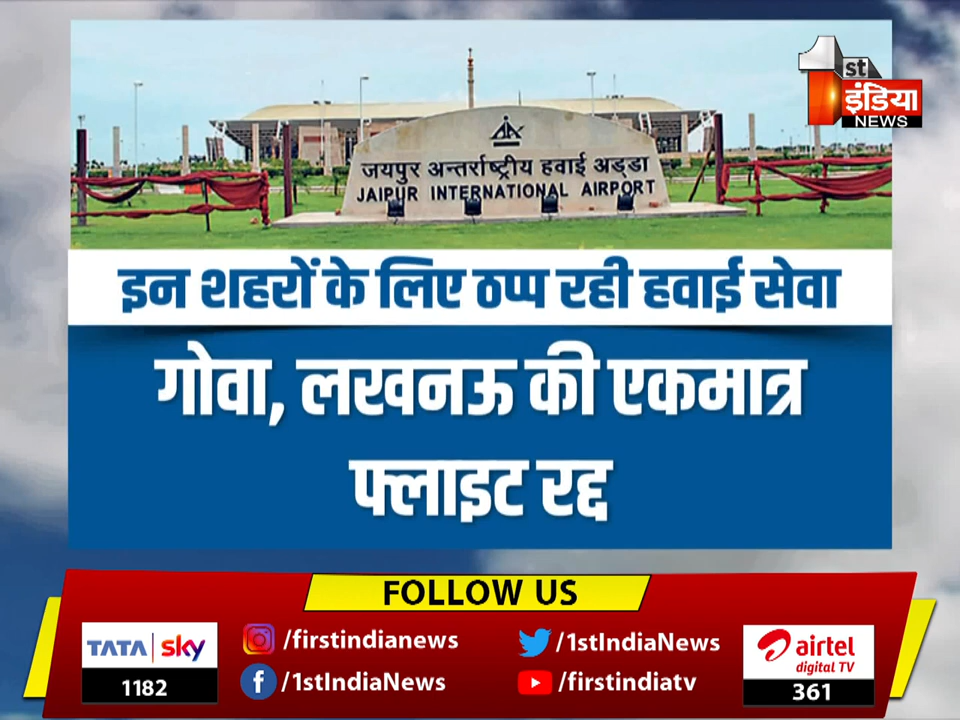 1st
इंडिया
NEWS
जयपुर अन्तर्राष्ट्रीय हवाई अड्डा
JAIPUR INTERNATIONAL AIRPORT
इन शहरों के लिए ठप्प रही हवाई सेवा
गोवा, लखनऊ की एकमात्र
फ्लाइट रद्द
FOLLOW US
TATA sky
1182
/firstindianews
/1stIndiaNews
/1stIndiaNews
/firstindiatv
airtel
digital TV
361